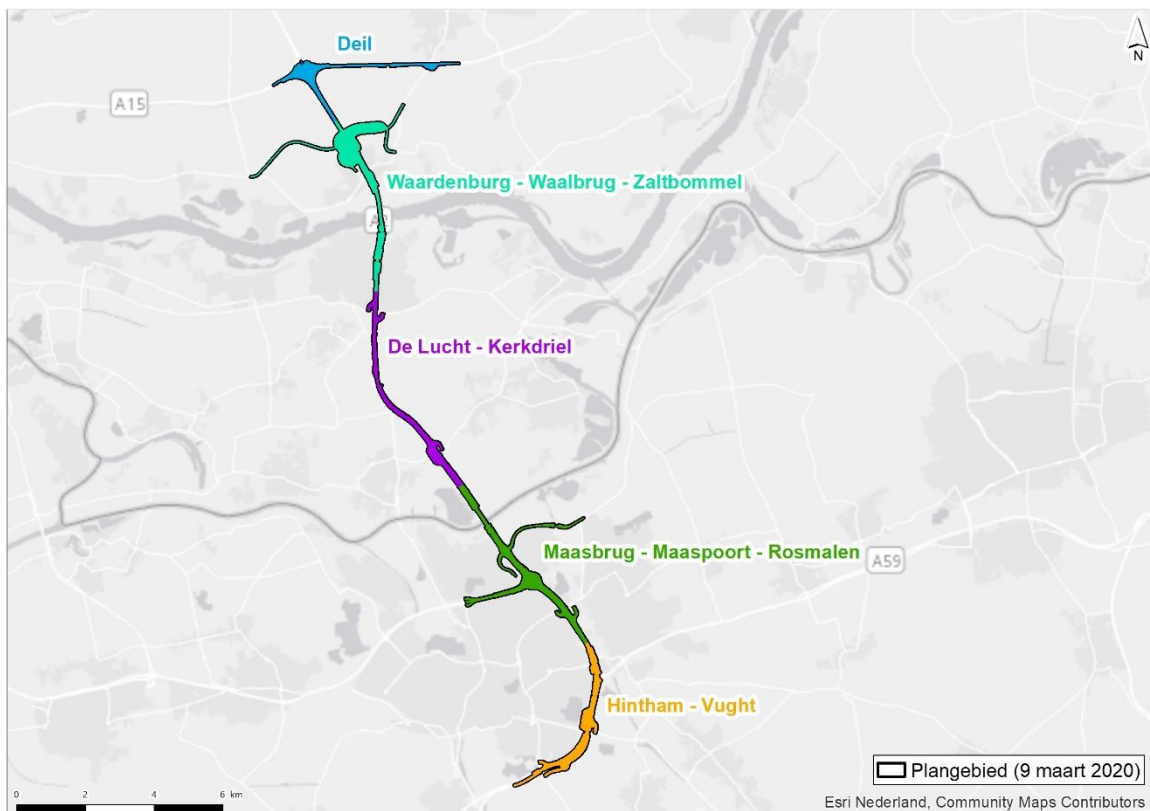 Deil
N
A15
Waardenburg - Waalbrug - Zaltbommel
De Lucht - Kerkdriel
Maasbrug - Maaspoort - Rosmalen
A59
Hintham - Vught
Plangebied (9 maart 2020)
0 2 4 6 km
Esri Nederland, Community Maps Contributors